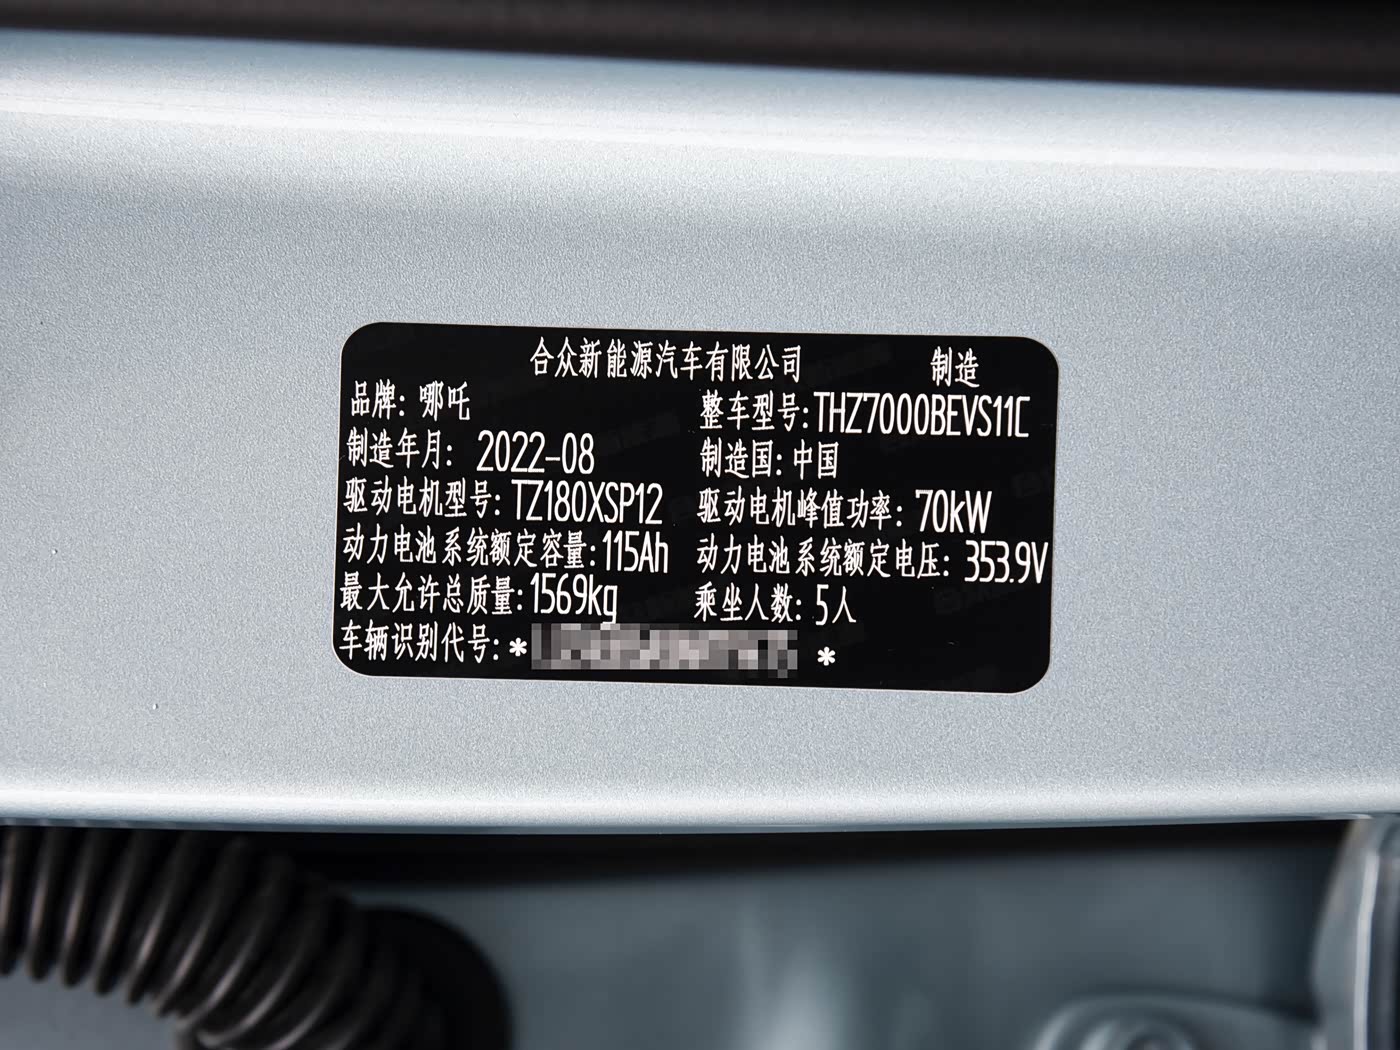 合众新能源汽车有限公司 制造
品牌: 哪吒 整车型号: THZ7000BEVS11C
制造年月: 2022-08 制造国: 中国
驱动电机型号: TZ180XSP12 驱动电机峰值功率: 70kW
动力电池系统额定容量: 115Ah 动力电池系统额定电压: 353.9V
最大允许总质量: 1569kg 乘坐人数: 5人
车辆识别代号: * *